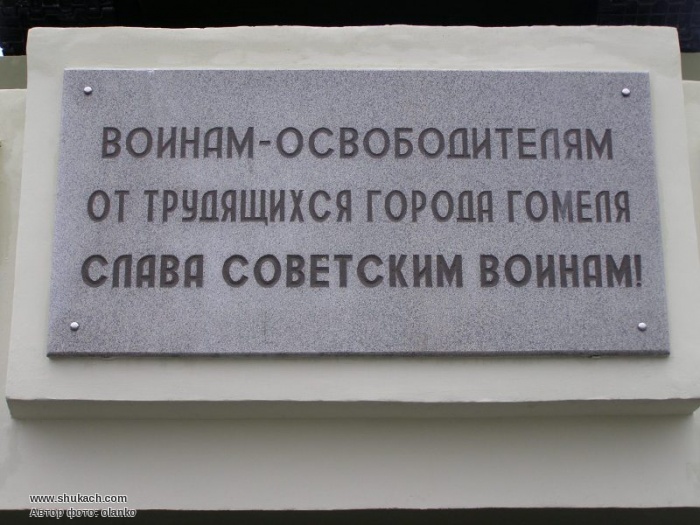 ВОИНАМ-ОСВОБОДИТЕЛЯМ
ОТ ТРУДЯЩИХСЯ ГОРОДА ГОМЕЛЯ
СЛАВА СОВЕТСКИМ ВОИНАМ!
www.shukach.com
Автор фото: olanko